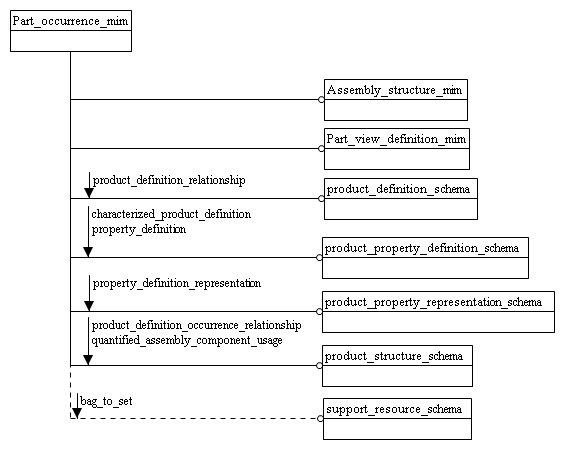 Part_occurrence_mim
Assembly_structure_mim
Part_view_definition_mim
product_definition_relationship
product_definition_schema
characterized_product_definition
property_definition
product_property_definition_schema
property_definition_representation
product_property_representation_schema
product_definition_occurrence_relationship
quantified_assembly_component_usage
product_structure_schema
bag_to_set
support_resource_schema